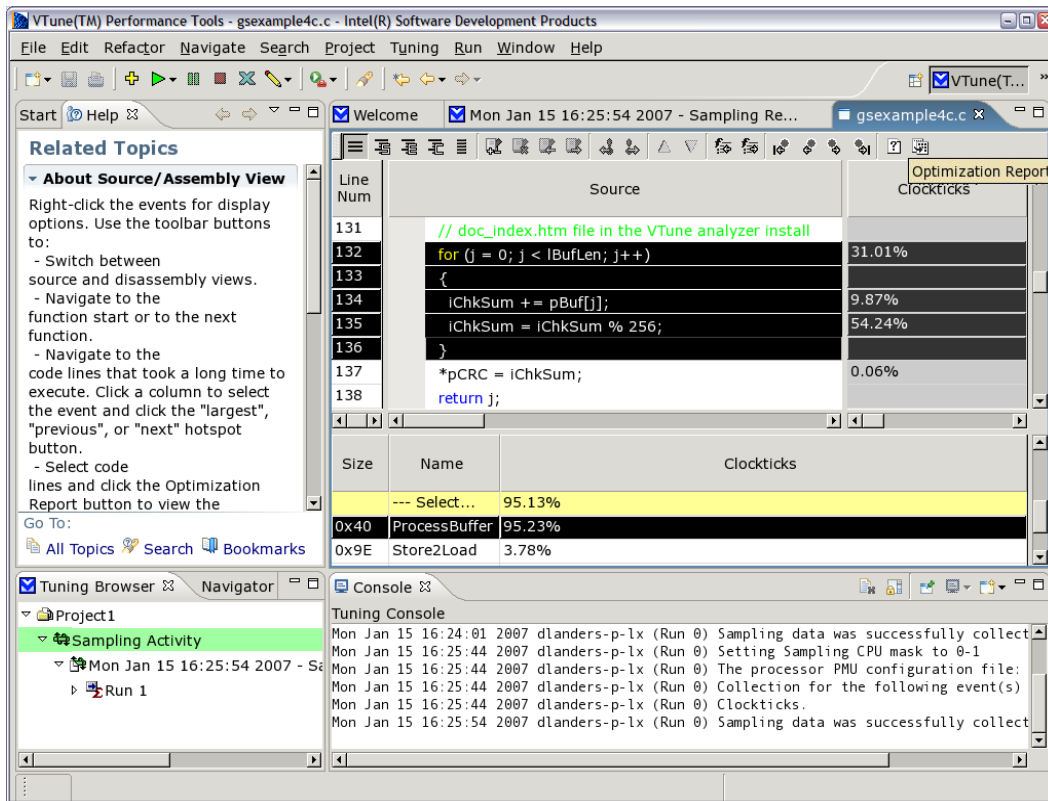 VTune(TM) Performance Tools - gsexample4c.c - Intel(R) Software Development Products
File Edit Refactor Navigate Search Project Tuning Run Window Help
VTune(T... »
Start Help
Related Topics
About Source/Assembly View
Right-click the events for display
options. Use the toolbar buttons
to:
- Switch between
source and disassembly views.
- Navigate to the
function start or to the next
function.
- Navigate to the
code lines that took a long time to
execute. Click a column to select
the event and click the "largest",
"previous", or "next" hotspot
button.
- Select code
lines and click the Optimization
Report button to view the
Go To:
All Topics Search Bookmarks
Welcome Mon Jan 15 16:25:54 2007 - Sampling Re... gsexample4c.c
Optimization Report
Line Num Source Clockticks
131 // doc_index.htm file in the VTune analyzer install
132 for (j = 0; j < lBufLen; j++) 31.01%
133 {
134 iChkSum += pBuf[j]; 9.87%
135 iChkSum = iChkSum % 256; 54.24%
136 }
137 *pCRC = iChkSum; 0.06%
138 return j;
Size Name Clockticks
--- Select... 95.13%
0x40 ProcessBuffer 95.23%
0x9E Store2Load 3.78%
Tuning Browser Navigator
Project1
Sampling Activity
Mon Jan 15 16:25:54 2007 - Sa
Run 1
Console
Tuning Console
Mon Jan 15 16:24:01 2007 dlanders-p-lx (Run 0) Sampling data was successfully collect
Mon Jan 15 16:25:44 2007 dlanders-p-lx (Run 0) Setting Sampling CPU mask to 0-1
Mon Jan 15 16:25:44 2007 dlanders-p-lx (Run 0) The processor PMU configuration file:
Mon Jan 15 16:25:44 2007 dlanders-p-lx (Run 0) Collection for the following event(s)
Mon Jan 15 16:25:44 2007 dlanders-p-lx (Run 0) Clockticks.
Mon Jan 15 16:25:54 2007 dlanders-p-lx (Run 0) Sampling data was successfully collect